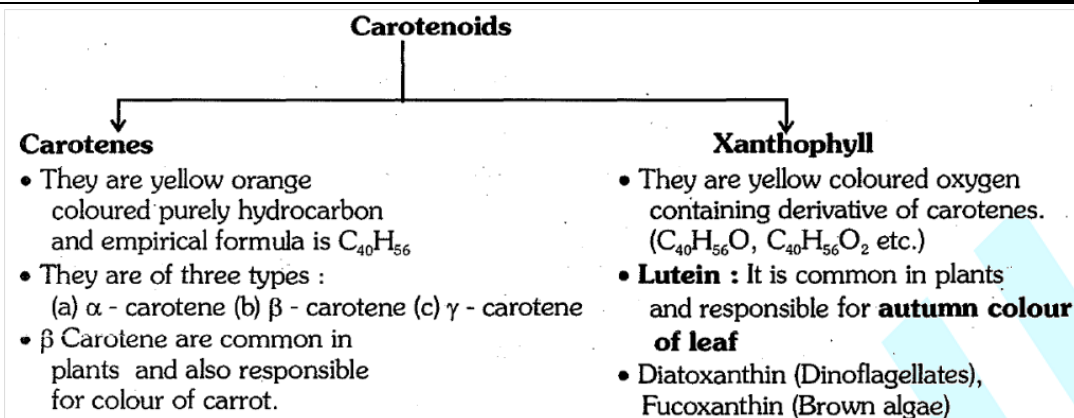 Carotenoids
Carotenes
• They are yellow orange
coloured purely hydrocarbon
and empirical formula is C₄₀H₅₆
• They are of three types :
(a) α - carotene (b) β - carotene (c) γ - carotene
• β Carotene are common in
plants and also responsible
for colour of carrot.
Xanthophyll
• They are yellow coloured oxygen
containing derivative of carotenes.
(C₄₀H₅₆O, C₄₀H₅₆O₂ etc.)
• Lutein : It is common in plants
and responsible for autumn colour
of leaf
• Diatoxanthin (Dinoflagellates),
Fucoxanthin (Brown algae)